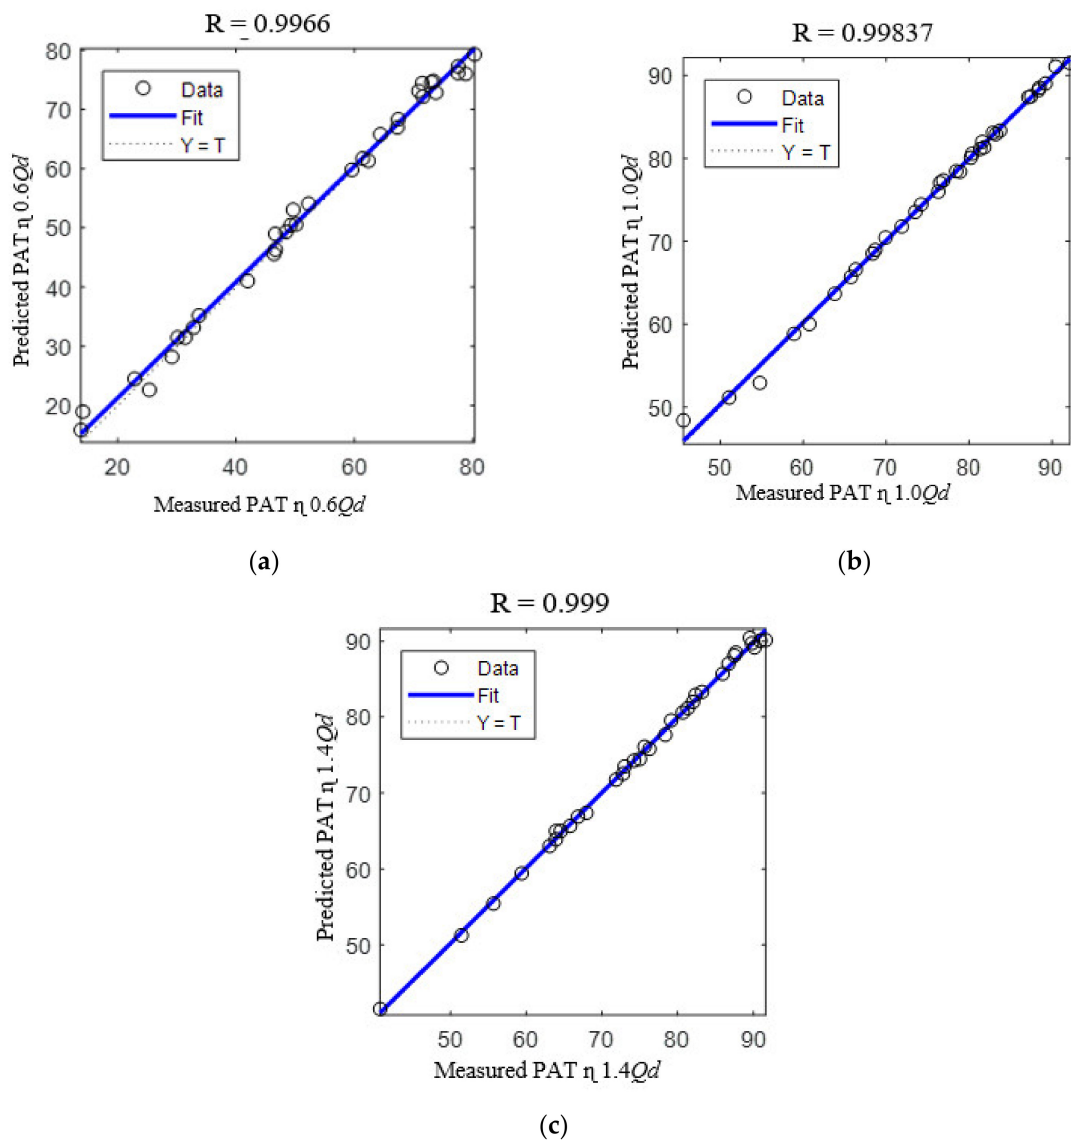 R = 0.9966
80
70
60
50
40
30
20
Data
Fit
Y = T
Predicted PAT η 0.6Qd
20 40 60 80
Measured PAT η 0.6Qd
(a)
R = 0.99837
90
80
70
60
50
Data
Fit
Y = T
Predicted PAT η 1.0Qd
50 60 70 80 90
Measured PAT η 1.0Qd
(b)
R = 0.999
90
80
70
60
50
Data
Fit
Y = T
Predicted PAT η 1.4Qd
50 60 70 80 90
Measured PAT η 1.4Qd
(c)